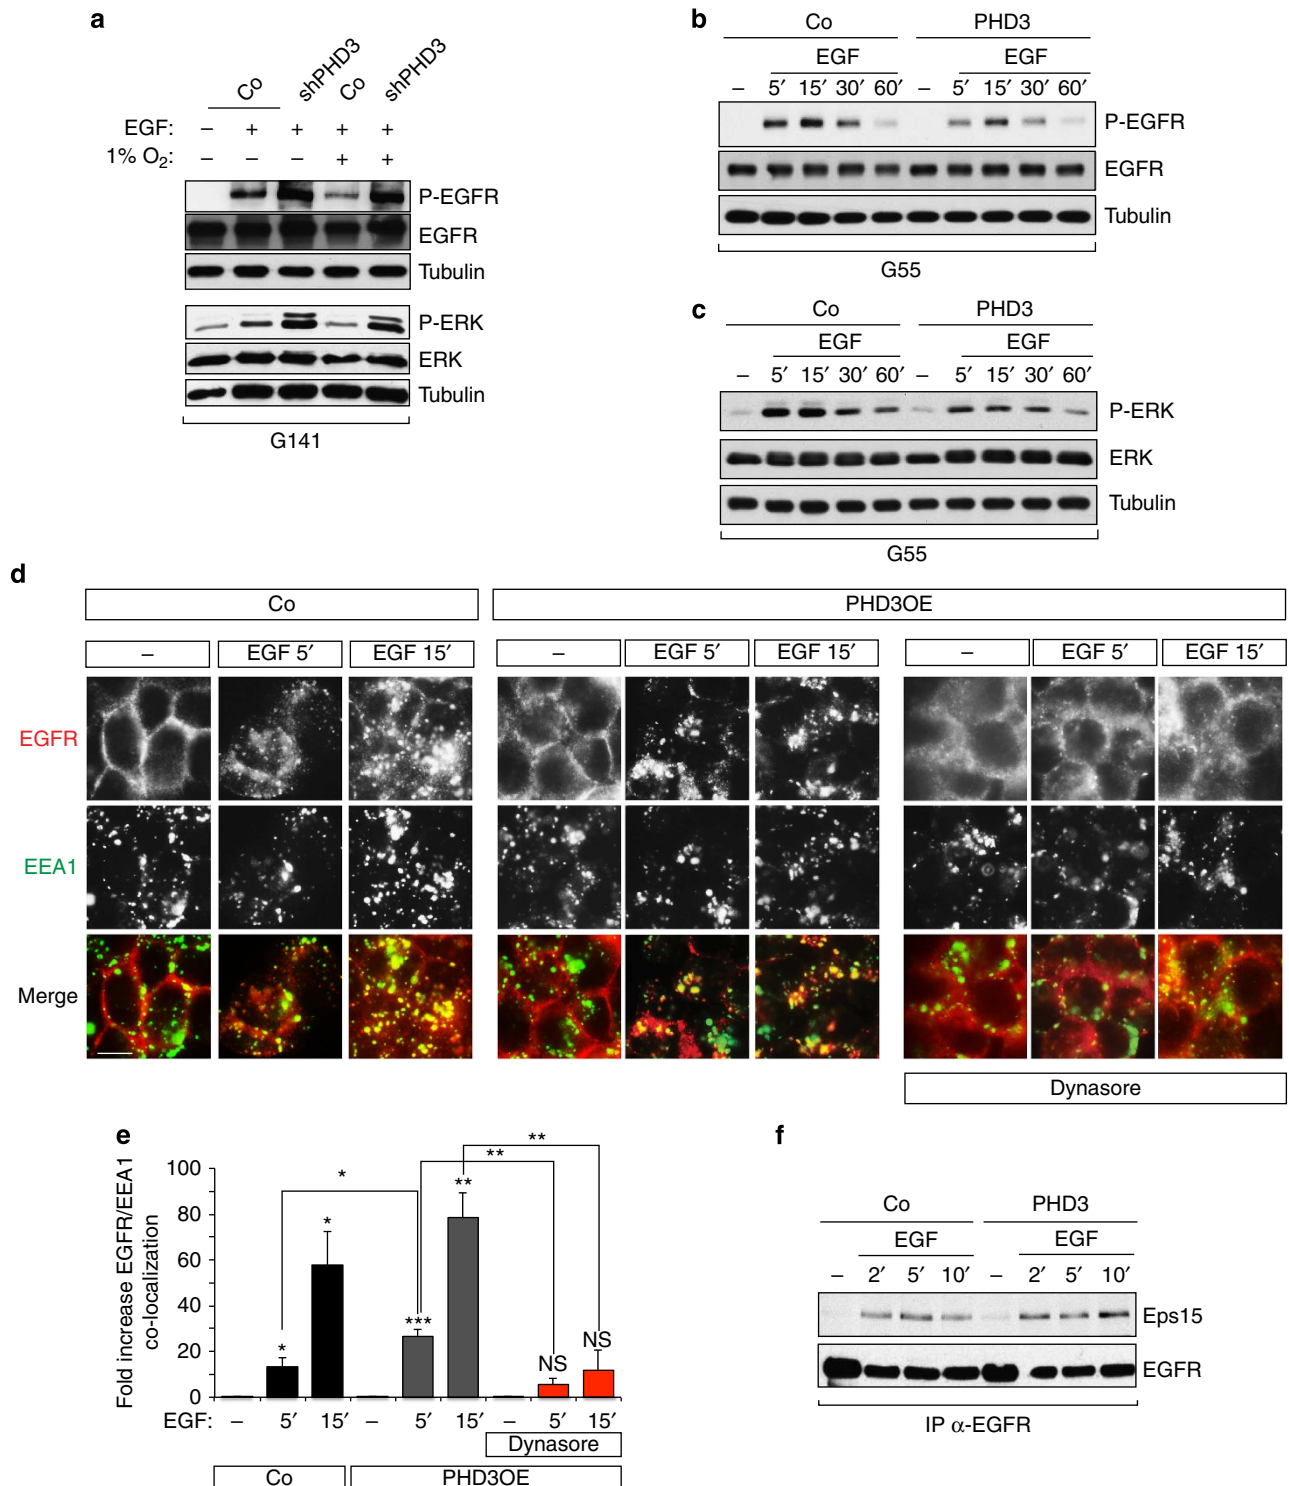 a
Co shPHD3 Co shPHD3
EGF: – + + + +
1% O2: – – – + +
P-EGFR
EGFR
Tubulin
P-ERK
ERK
Tubulin
G141
b
Co PHD3
EGF EGF
– 5′ 15′ 30′ 60′ – 5′ 15′ 30′ 60′
P-EGFR
EGFR
Tubulin
G55
c
Co PHD3
EGF EGF
– 5′ 15′ 30′ 60′ – 5′ 15′ 30′ 60′
P-ERK
ERK
Tubulin
G55
d
Co PHD3OE
– EGF 5′ EGF 15′ – EGF 5′ EGF 15′ – EGF 5′ EGF 15′
EGFR
EEA1
Merge
Dynasore
e
Fold increase EGFR/EEA1
co-localization
100
80
60
40
20
0
* * * *** ** ** ** NS NS
EGF: – 5′ 15′ – 5′ 15′ – 5′ 15′
Dynasore
Co PHD3OE
f
Co PHD3
EGF EGF
– 2′ 5′ 10′ – 2′ 5′ 10′
Eps15
EGFR
IP α-EGFR